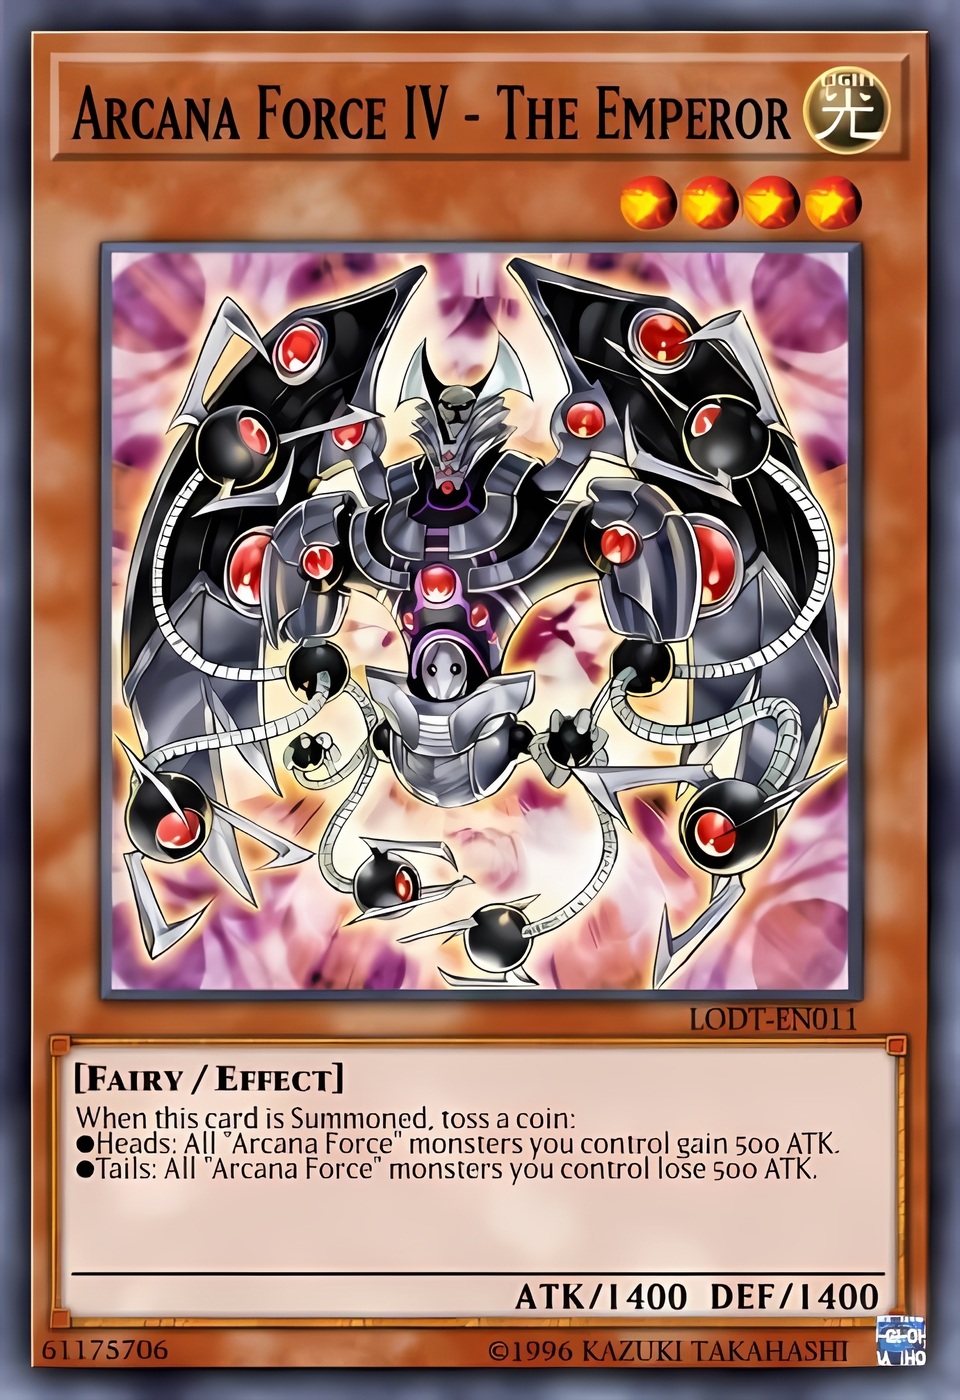 Arcana Force IV - The Emperor
光
LODT-EN011
[Fairy / Effect]
When this card is Summoned, toss a coin:
●Heads: All "Arcana Force" monsters you control gain 500 ATK.
●Tails: All "Arcana Force" monsters you control lose 500 ATK.
ATK/1400 DEF/1400
61175706
©1996 KAZUKI TAKAHASHI